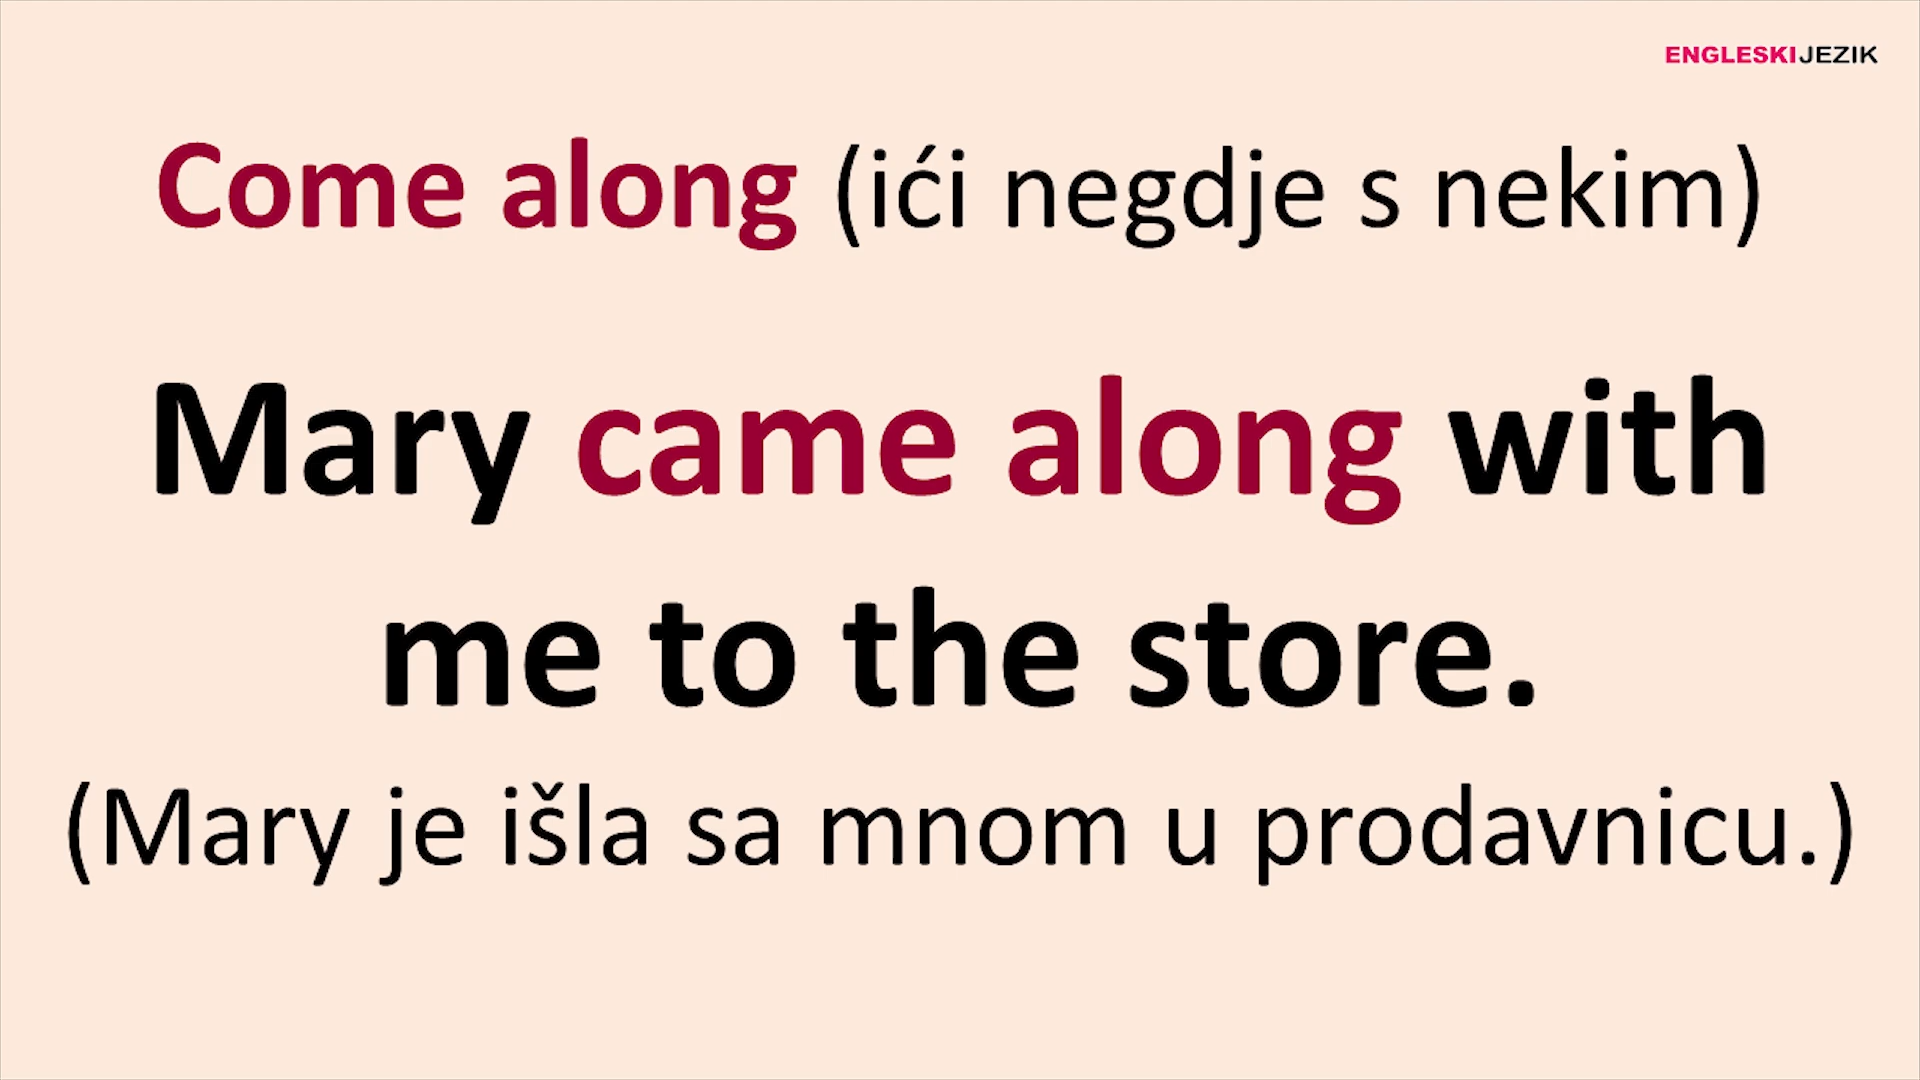 ENGLESKIJEZIK
Come along (ići negdje s nekim)
Mary came along with
me to the store.
(Mary je išla sa mnom u prodavnicu.)